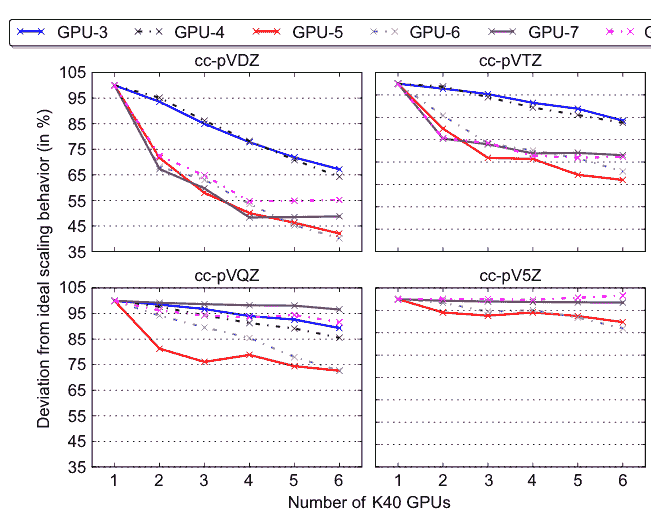 GPU-3 GPU-4 GPU-5 GPU-6 GPU-7
cc-pVDZ cc-pVTZ
105
95
85
75
65
55
45
35
cc-pVQZ cc-pV5Z
105
95
85
75
65
55
45
35
1 2 3 4 5 6 1 2 3 4 5 6
Deviation from ideal scaling behavior (in %)
Number of K40 GPUs